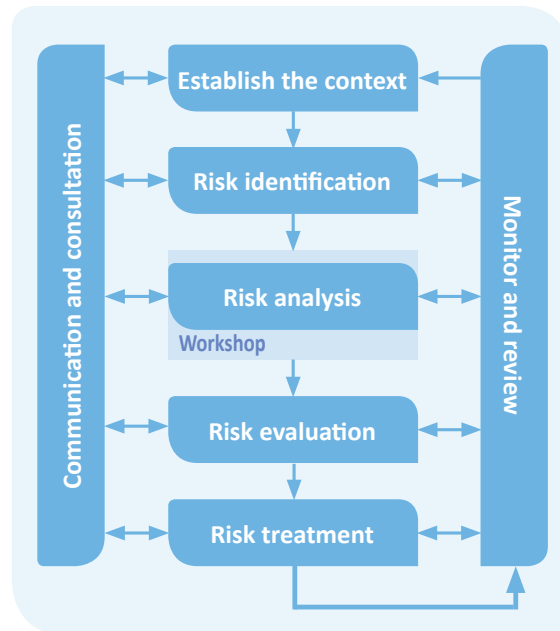 Establish the context
Communication and consultation
Risk identification
Monitor and review
Risk analysis
Workshop
Risk evaluation
Risk treatment